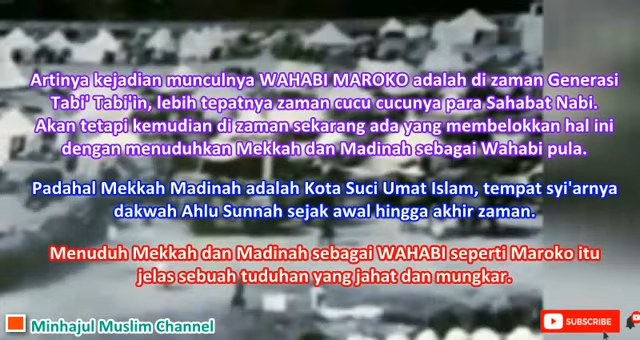 Artinya kejadian munculnya WAHABI MAROKO adalah di zaman Generasi
Tabi' Tabi'in, lebih tepatnya zaman cucu cucunya para Sahabat Nabi.
Akan tetapi kemudian di zaman sekarang ada yang membelokkan hal ini
dengan menuduhkan Mekkah dan Madinah sebagai Wahabi pula.
Padahal Mekkah Madinah adalah Kota Suci Umat Islam, tempat syi'arnya
dakwah Ahlu Sunnah sejak awal hingga akhir zaman.
Menuduh Mekkah dan Madinah sebagai WAHABI seperti Maroko itu
jelas sebuah tuduhan yang jahat dan mungkar.
Minhajul Muslim Channel
SUBSCRIBE